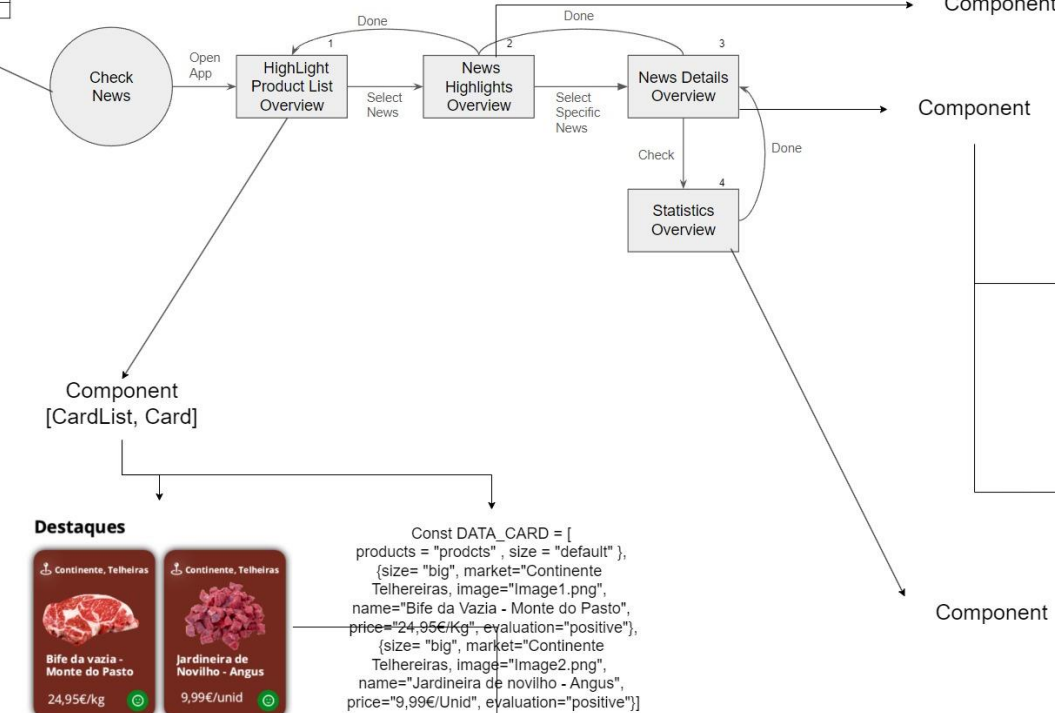 Component
Done
Done
1
2
3
Check
News
Open
App
HighLight
Product List
Overview
Select
News
News
Highlights
Overview
Select
Specific
News
News Details
Overview
Component
Check
Done
4
Statistics
Overview
Component
[CardList, Card]
Destaques
Continente, Telheiras
Bife da vazia -
Monte do Pasto
24,95€/kg
Continente, Telheiras
Jardineira de
Novilho - Angus
9,99€/unid
Const DATA_CARD = [
products = "prodcts" , size = "default" },
{size= "big", market="Continente
Telhereiras, image="Image1.png",
name="Bife da Vazia - Monte do Pasto",
price="24,95€/Kg", evaluation="positive"},
{size= "big", market="Continente
Telhereiras, image="Image2.png",
name="Jardineira de novilho - Angus",
price="9,99€/Unid", evaluation="positive"}]
Component